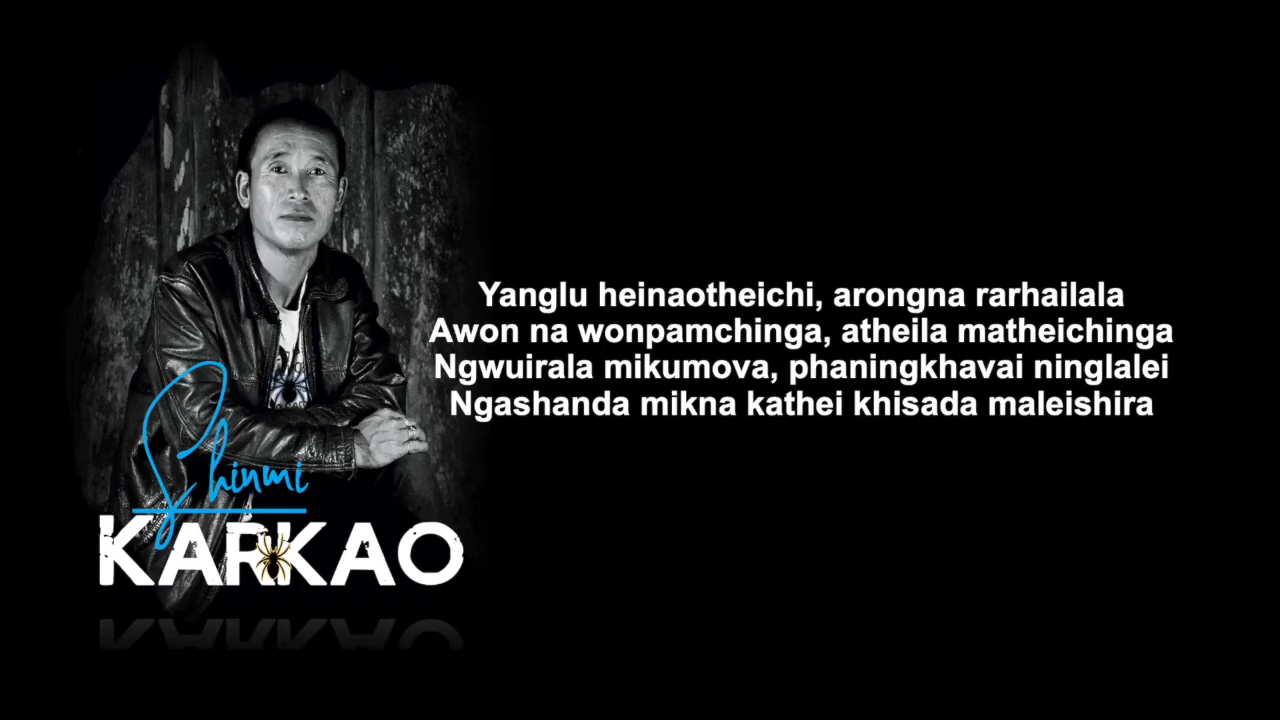 Yanglu heinaotheichi, arongna rarhailala
Awon na wonpamchinga, atheila matheichinga
Ngwuirala mikumova, phaningkhavai ninglalei
Ngashanda mikna kathei khisada maleishira
Shinmi
KARKAO